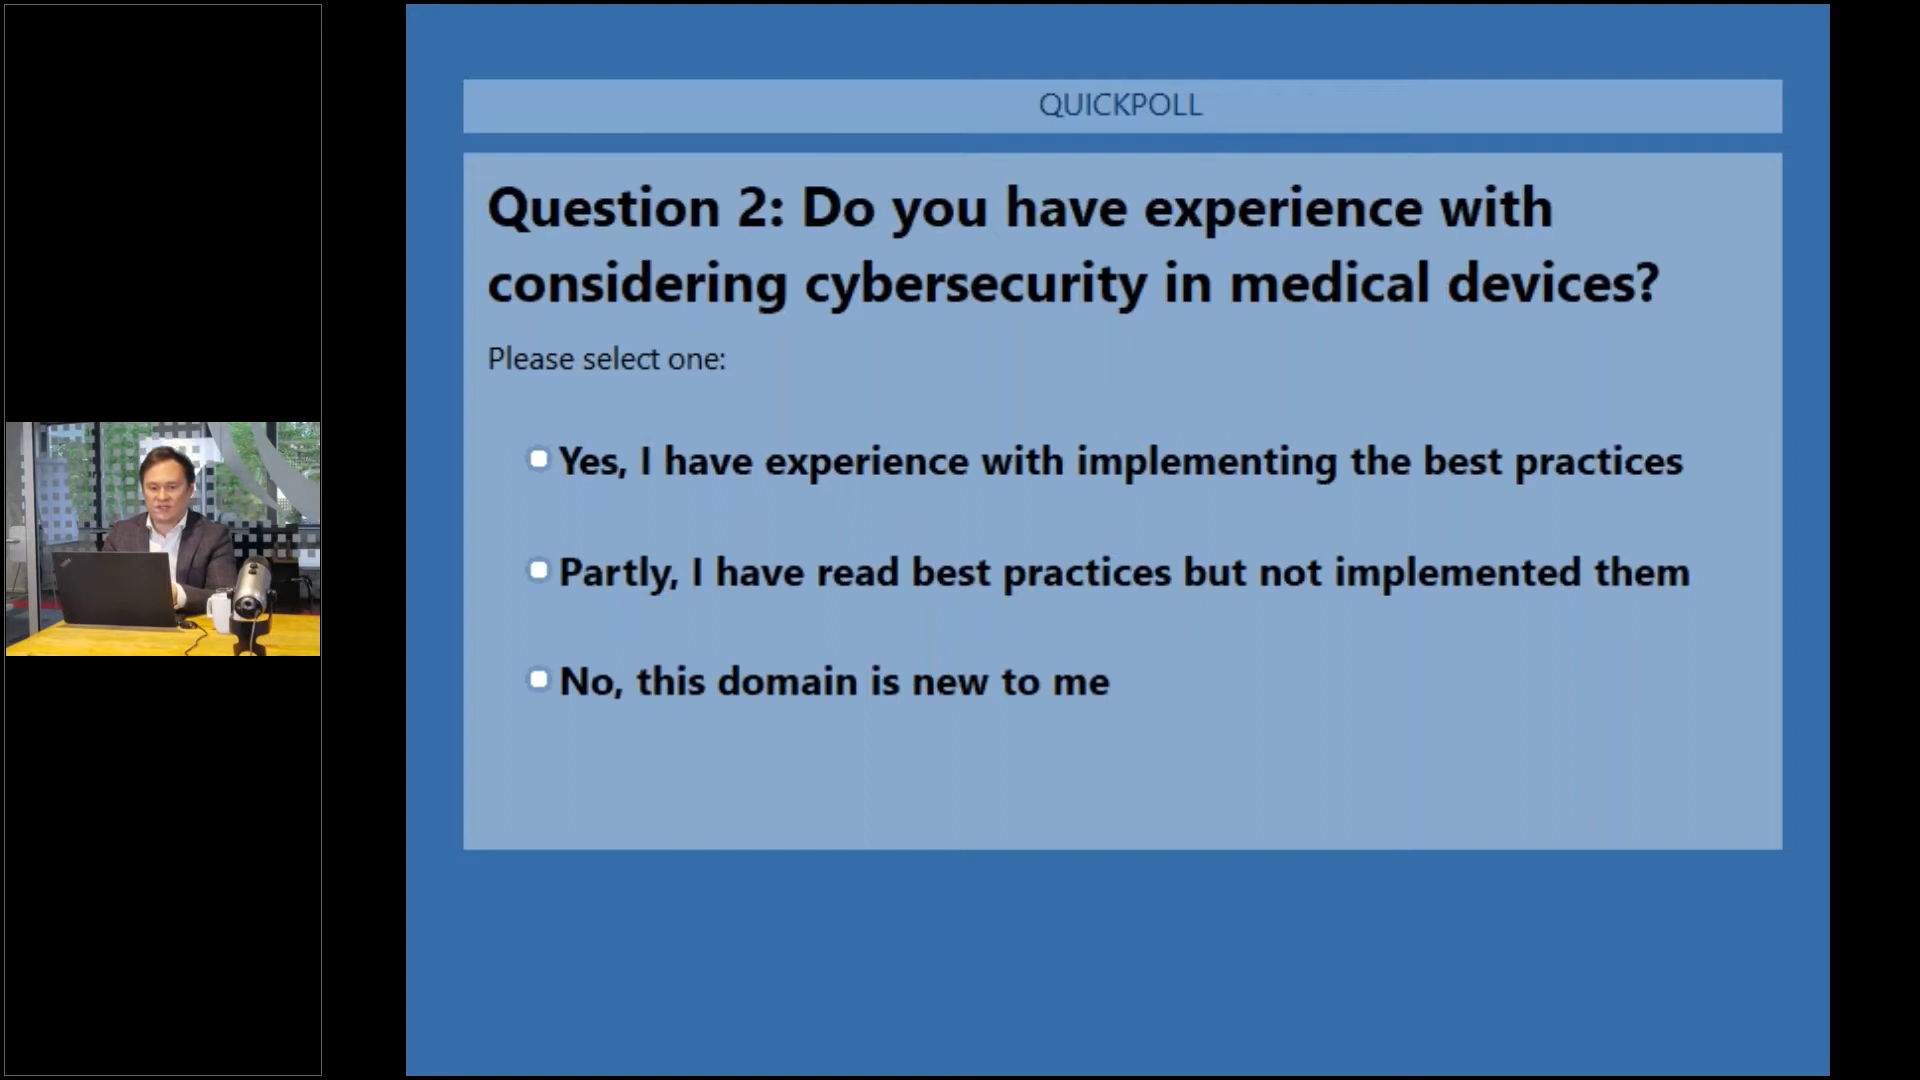 QUICKPOLL
Question 2: Do you have experience with
considering cybersecurity in medical devices?
Please select one:
Yes, I have experience with implementing the best practices
Partly, I have read best practices but not implemented them
No, this domain is new to me